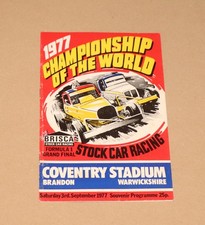 1977
CHAMPIONSHIP
OF THE WORLD
BRISCA
FORMULA 1
GRAND FINAL
STOCK CAR RACING
COVENTRY STADIUM
BRANDON WARWICKSHIRE
Saturday 3rd, September 1977 Souvenir Programme 25p.